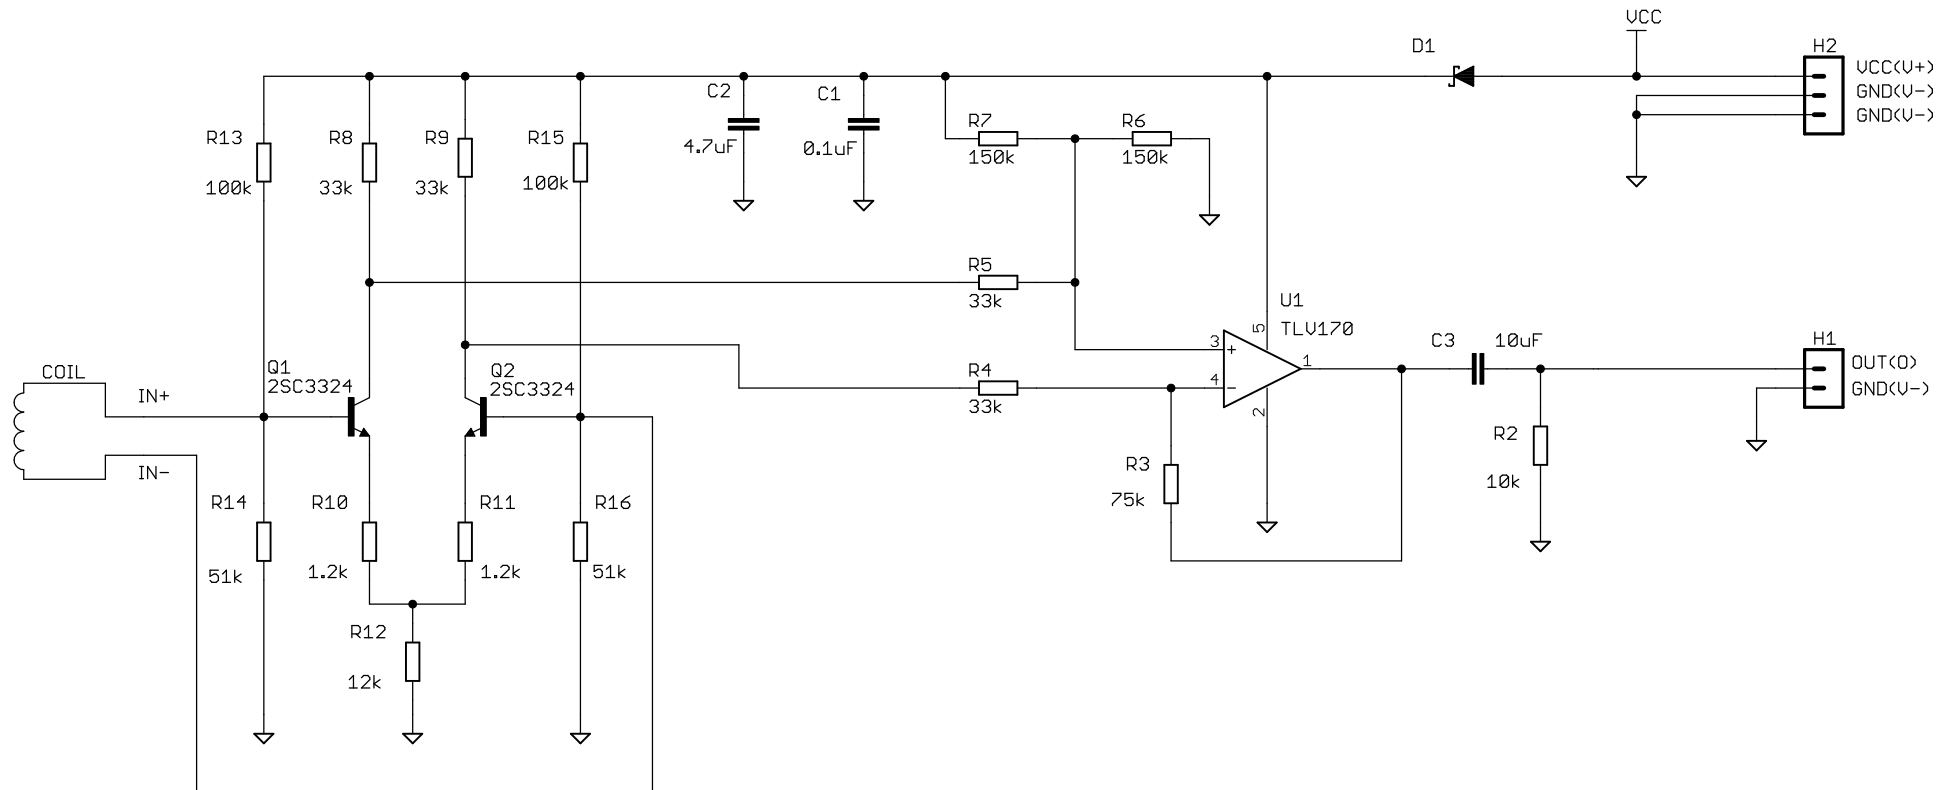 VCC
D1
H2
VCC(V+)
GND(V-)
GND(V-)
C2
C1
4.7uF
0.1uF
R13
R8
R9
R15
100k
33k
33k
100k
R7
R6
150k
150k
R5
33k
U1
TLV170
5
3
+
1
4
-
2
C3
10uF
H1
OUT(O)
GND(V-)
COIL
IN+
IN-
Q1
2SC3324
Q2
2SC3324
R4
33k
R2
10k
R3
75k
R14
R10
R11
R16
51k
1.2k
1.2k
51k
R12
12k